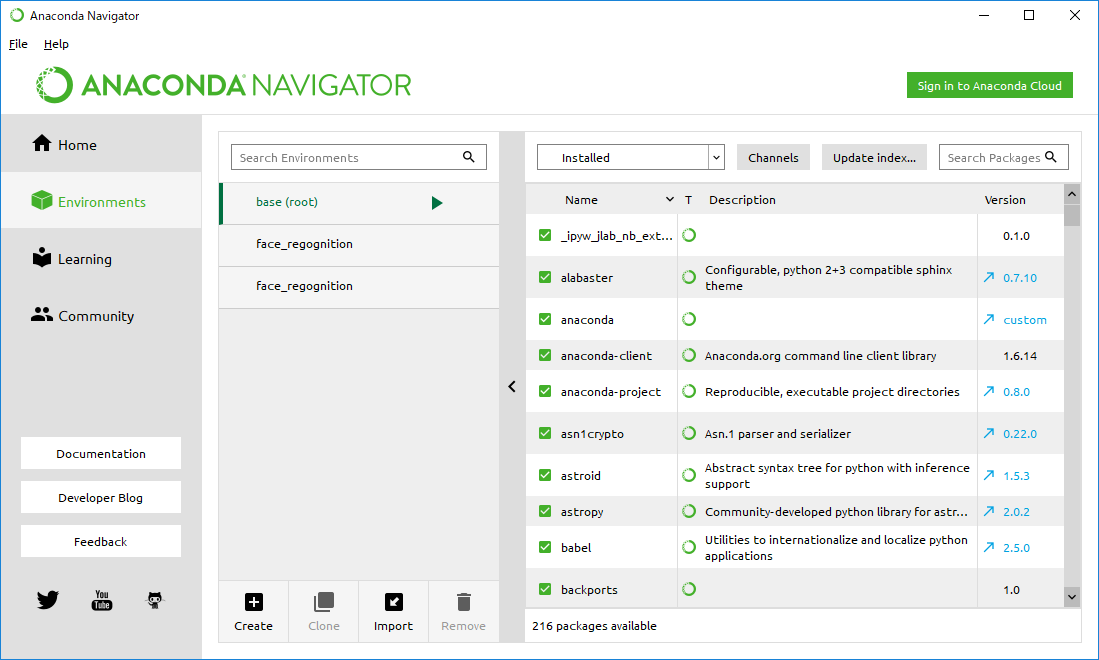 Anaconda Navigator
File Help
ANACONDA NAVIGATOR
Sign in to Anaconda Cloud
Home
Environments
Learning
Community
Documentation
Developer Blog
Feedback
You
Tube
Search Environments
base (root)
face_regognition
face_regognition
Create Clone Import Remove
Installed Channels Update index... Search Packages
Name T Description Version
_ipyw_jlab_nb_ext... 0.1.0
alabaster Configurable, python 2+3 compatible sphinx
theme 0.7.10
anaconda custom
anaconda-client Anaconda.org command line client library 1.6.14
anaconda-project Reproducible, executable project directories 0.8.0
asn1crypto Asn.1 parser and serializer 0.22.0
astroid Abstract syntax tree for python with inference
support 1.5.3
astropy Community-developed python library for astr... 2.0.2
babel Utilities to internationalize and localize python
applications 2.5.0
backports 1.0
216 packages available